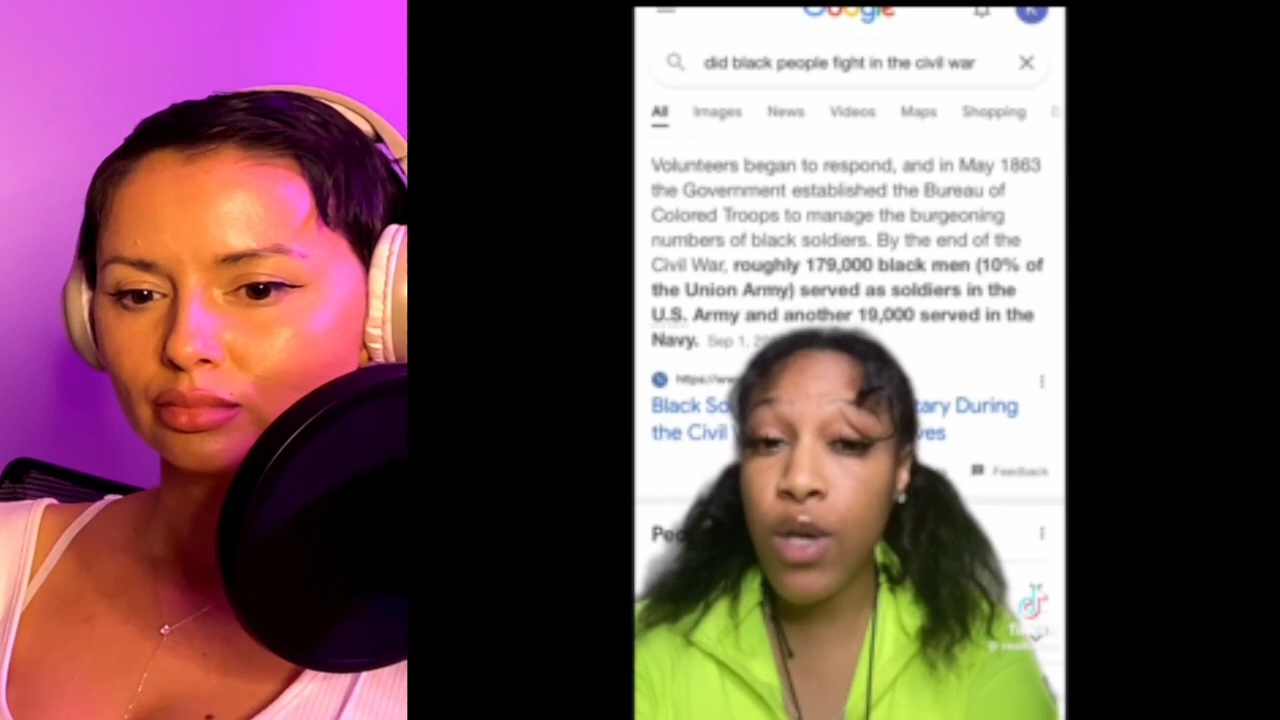 Google
K
did black people fight in the civil war
All Images News Videos Maps Shopping
Volunteers began to respond, and in May 1863
the Government established the Bureau of
Colored Troops to manage the burgeoning
numbers of black soldiers. By the end of the
Civil War, roughly 179,000 black men (10% of
the Union Army) served as soldiers in the
U.S. Army and another 19,000 served in the
Navy. Sep 1,
Black So tary During
the Civil ves
Feedback